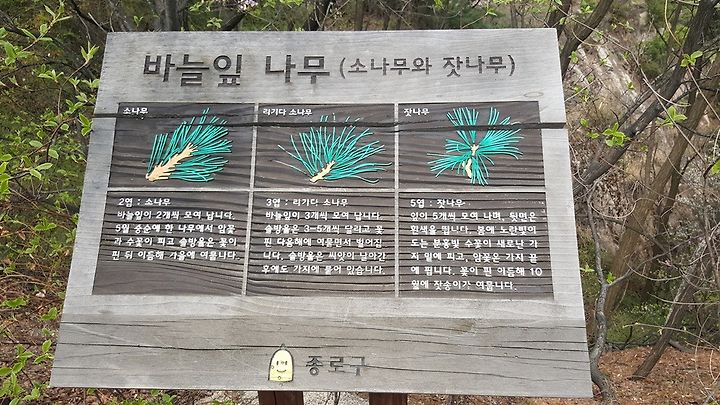 바늘잎 나무 (소나무와 잣나무)
소나무
리기다 소나무
잣나무
2엽 : 소나무
바늘잎이 2개씩 모여 납니다.
5월 중순에 한 나무에서 암꽃
과 수꽃이 피고 솔방울은 꽃이
핀 뒤 이듬해 가을에 여뭅니다.
3엽 : 리기다 소나무
바늘잎이 3개씩 모여 납니다.
솔방울은 3~5개씩 달리고 꽃
핀 다음해에 여물면서 벌어집
니다. 솔방울은 씨앗이 날아간
뒤에도 가지에 붙어 있습니다.
5엽 : 잣나무
잎이 5개씩 모여 나며, 뒷면은
흰색을 띕니다. 봄에 노란빛이
도는 분홍빛 수꽃이 새로난 가
지 밑에 피고, 암꽃은 가지 끝
에 핍니다. 꽃이 핀 이듬해 10
월에 잣송이가 여뭅니다.
종로구